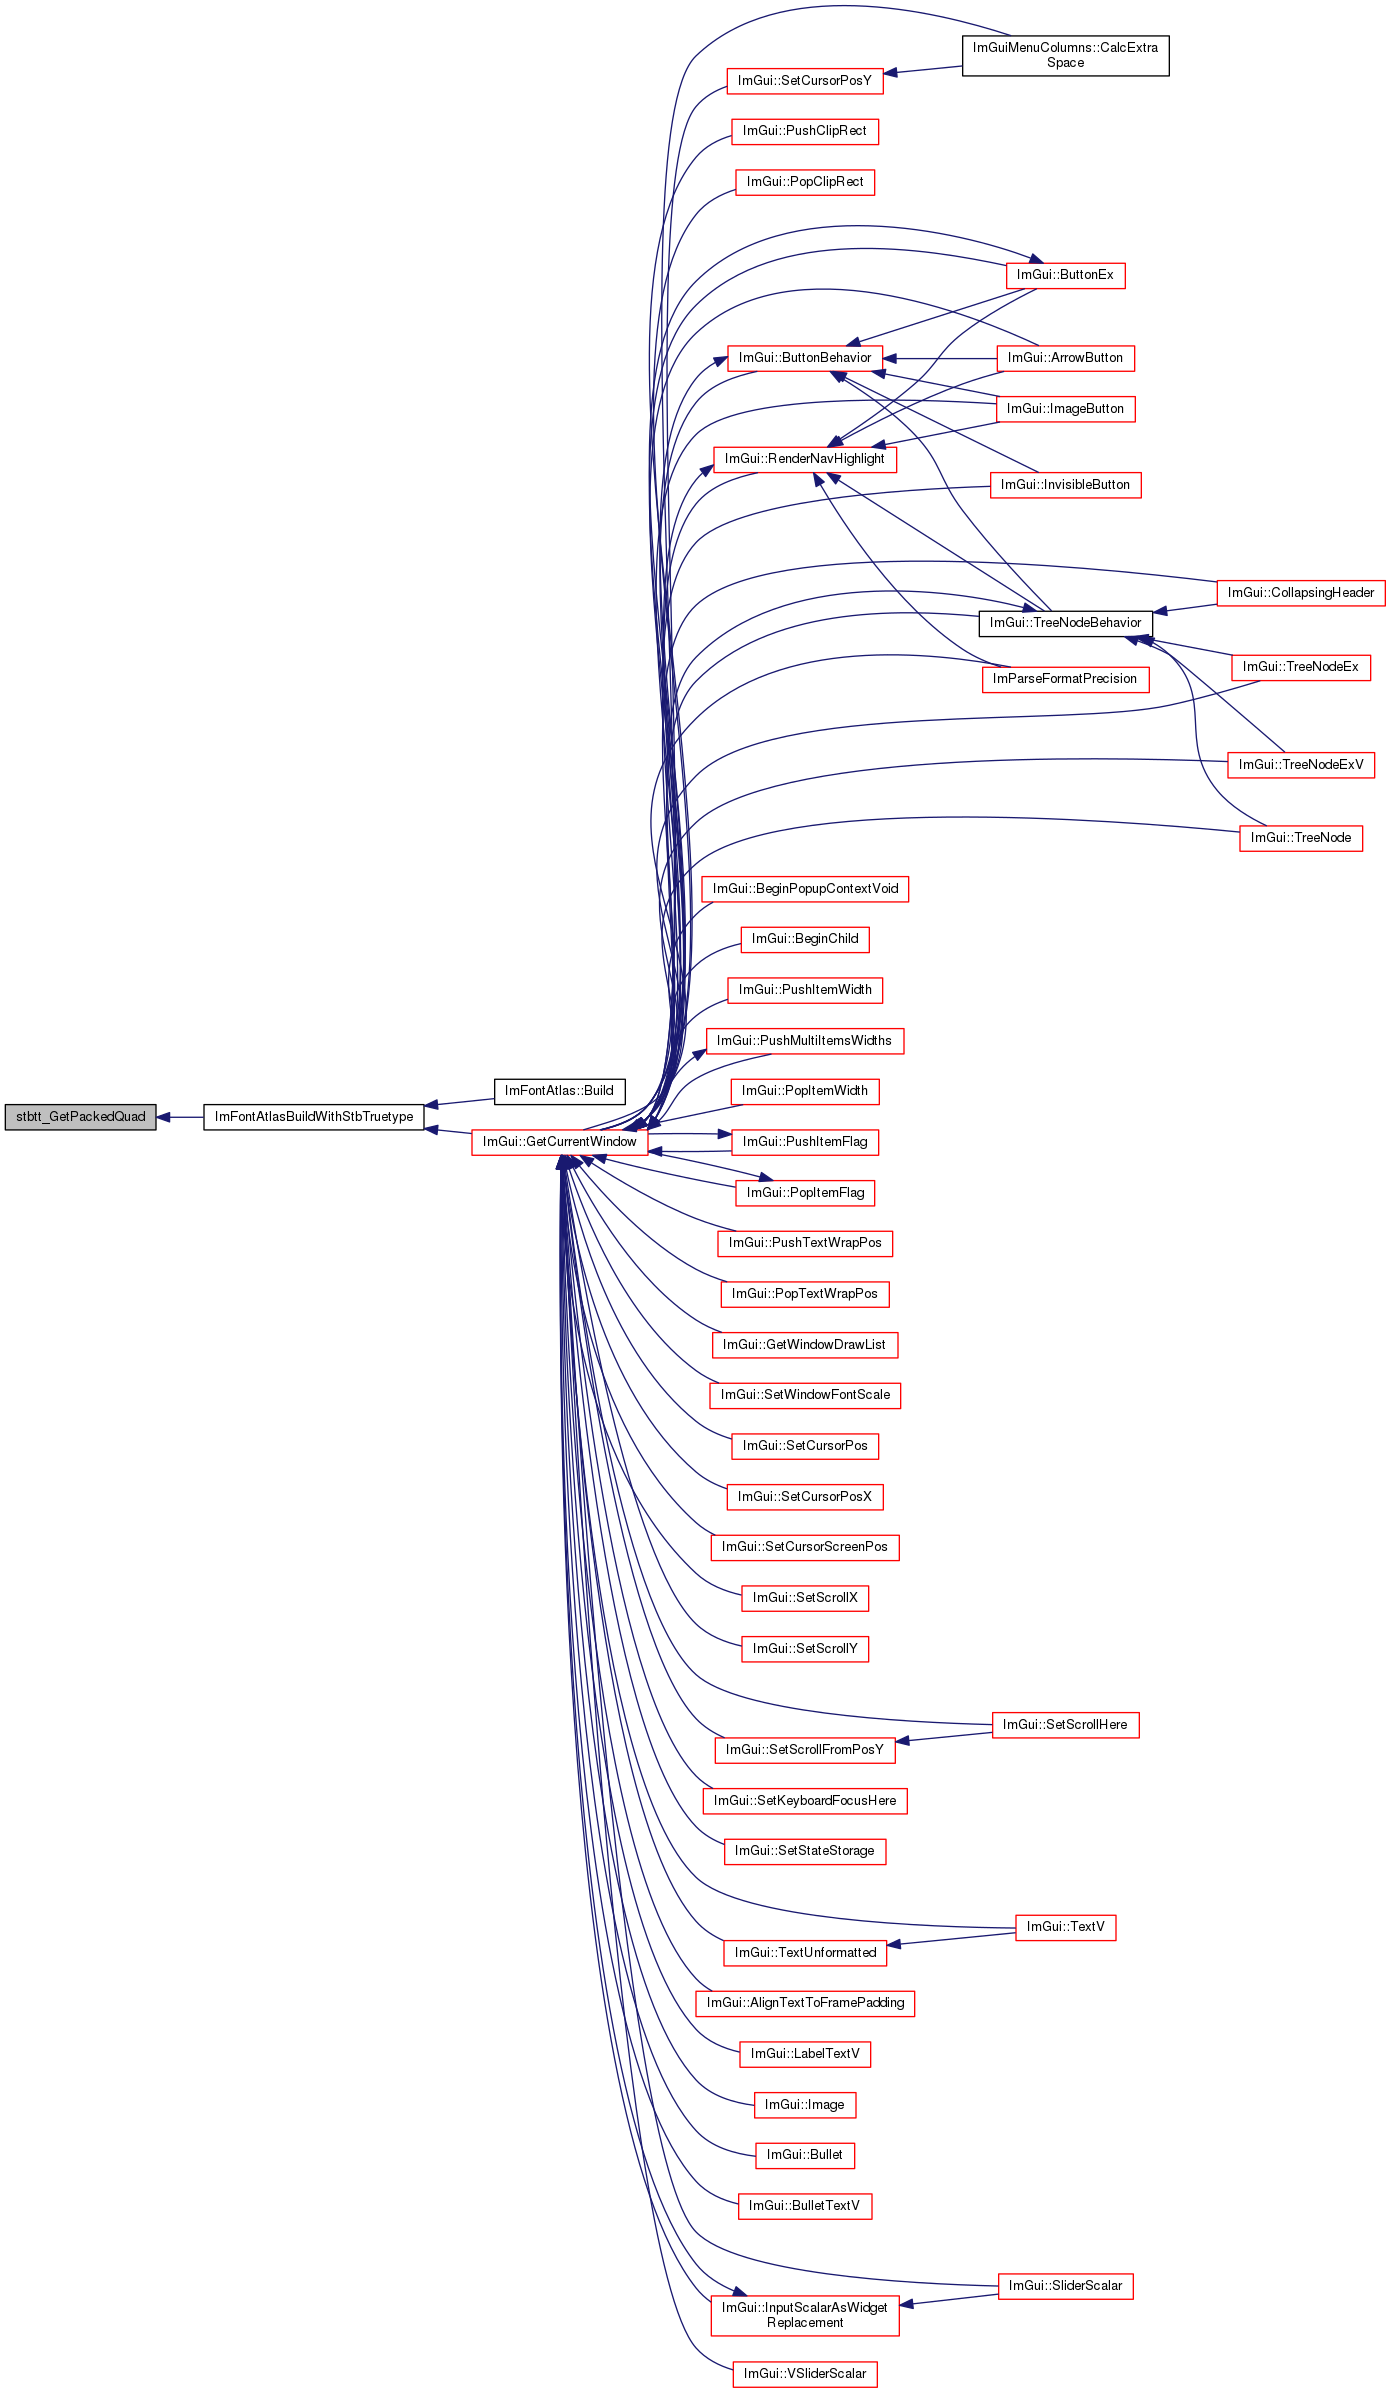 ImGuiMenuColumns::CalcExtra
Space
ImGui::SetCursorPosY
ImGui::PushClipRect
ImGui::PopClipRect
ImGui::ButtonEx
ImGui::ButtonBehavior
ImGui::ArrowButton
ImGui::ImageButton
ImGui::RenderNavHighlight
ImGui::InvisibleButton
ImGui::CollapsingHeader
ImGui::TreeNodeBehavior
ImGui::TreeNodeEx
ImParseFormatPrecision
ImGui::TreeNodeExV
ImGui::TreeNode
ImGui::BeginPopupContextVoid
ImGui::BeginChild
ImGui::PushItemWidth
ImGui::PushMultiItemsWidths
ImFontAtlas::Build
ImGui::PopItemWidth
stbtt_GetPackedQuad
ImFontAtlasBuildWithStbTruetype
ImGui::GetCurrentWindow
ImGui::PushItemFlag
ImGui::PopItemFlag
ImGui::PushTextWrapPos
ImGui::PopTextWrapPos
ImGui::GetWindowDrawList
ImGui::SetWindowFontScale
ImGui::SetCursorPos
ImGui::SetCursorPosX
ImGui::SetCursorScreenPos
ImGui::SetScrollX
ImGui::SetScrollY
ImGui::SetScrollHere
ImGui::SetScrollFromPosY
ImGui::SetKeyboardFocusHere
ImGui::SetStateStorage
ImGui::TextV
ImGui::TextUnformatted
ImGui::AlignTextToFramePadding
ImGui::LabelTextV
ImGui::Image
ImGui::Bullet
ImGui::BulletTextV
ImGui::SliderScalar
ImGui::InputScalarAsWidget
Replacement
ImGui::VSliderScalar